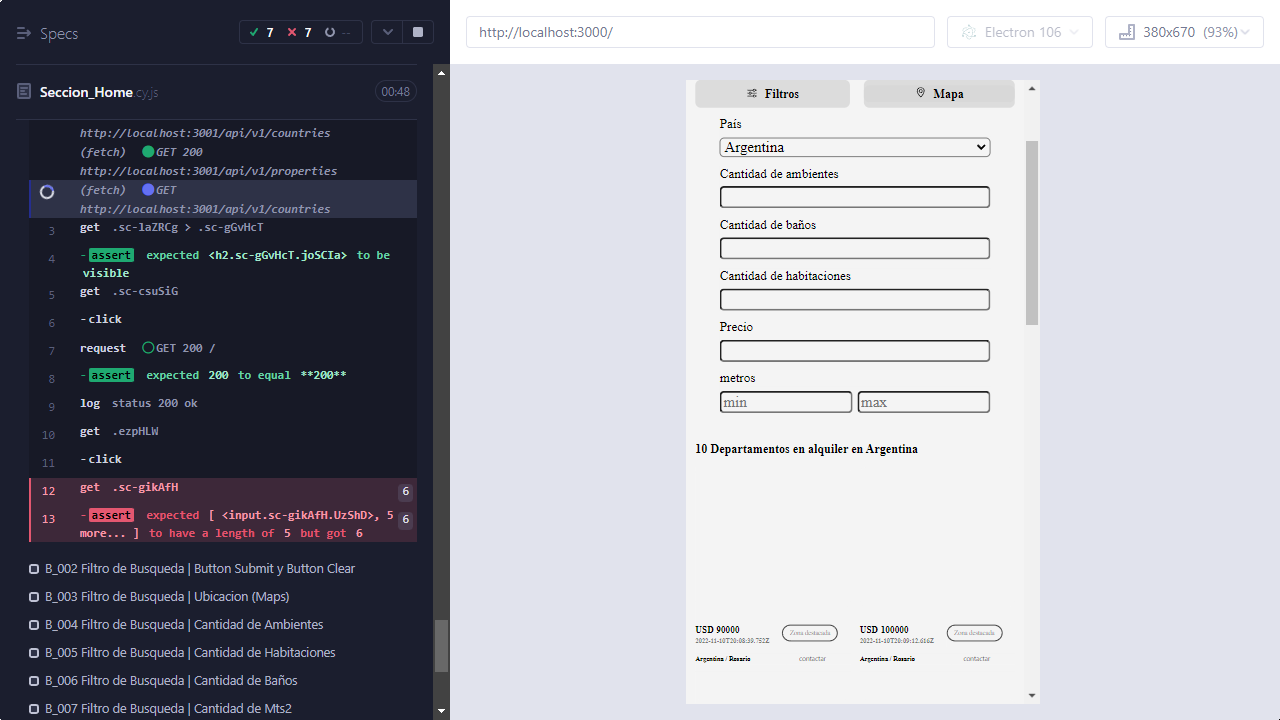 Specs
7 7 --
Seccion_Home.cy.js 00:48
http://localhost:3001/api/v1/countries
(fetch) GET 200
http://localhost:3001/api/v1/properties
(fetch) GET
http://localhost:3001/api/v1/countries
3 get .sc-laZRCg > .sc-gGvHcT
4 -assert expected <h2.sc-gGvHcT.joSCIa> to be
visible
5 get .sc-csuSiG
6 -click
7 request GET 200 /
8 -assert expected 200 to equal **200**
9 log status 200 ok
10 get .ezpHLW
11 -click
12 get .sc-gikAfH 6
13 -assert expected [ <input.sc-gikAfH.UzShD>, 5 6
more... ] to have a length of 5 but got 6
B_002 Filtro de Busqueda | Button Submit y Button Clear
B_003 Filtro de Busqueda | Ubicacion (Maps)
B_004 Filtro de Busqueda | Cantidad de Ambientes
B_005 Filtro de Busqueda | Cantidad de Habitaciones
B_006 Filtro de Busqueda | Cantidad de Baños
B_007 Filtro de Busqueda | Cantidad de Mts2
http://localhost:3000/
Electron 106
380x670 (93%)
Filtros Mapa
País
Argentina
Cantidad de ambientes
Cantidad de baños
Cantidad de habitaciones
Precio
metros
min max
10 Departamentos en alquiler en Argentina
USD 90000 Zona destacada USD 100000 Zona destacada
2022-11-10T20:08:39.752Z 2022-11-10T20:09:12.616Z
Argentina / Rosario contactar Argentina / Rosario contactar